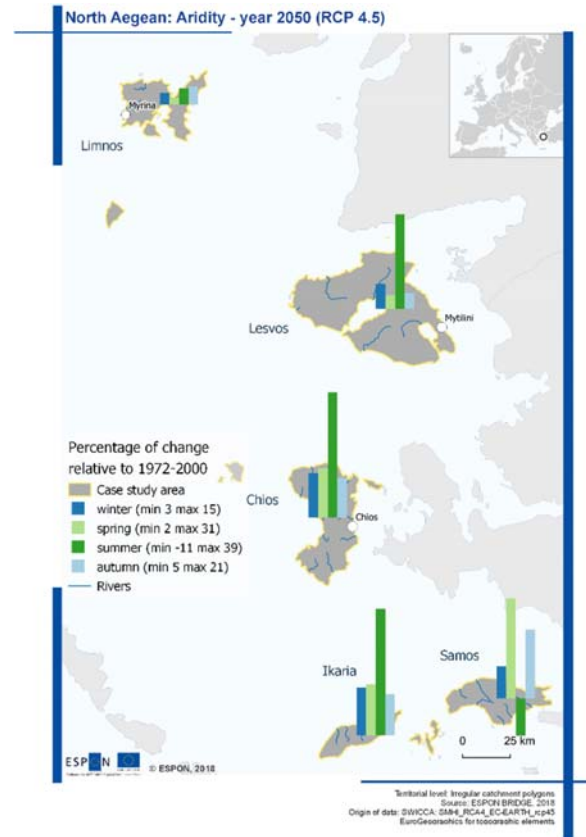 North Aegean: Aridity - year 2050 (RCP 4.5)
Myrina
Limnos
Lesvos
Mytilini
Percentage of change
relative to 1972-2000
Case study area
winter (min 3 max 15)
spring (min 2 max 31)
summer (min -11 max 39)
autumn (min 5 max 21)
Rivers
Chios
Chios
Ikaria
Samos
0 25 km
ESPON
© ESPON, 2018
Territorial level: Irregular catchment polygons
Source: ESPON BRIDGE, 2018
Origin of data: SWICCA: SMHI_RCA4_EC-EARTH_rcp45
EuroGeographics for topographic elements